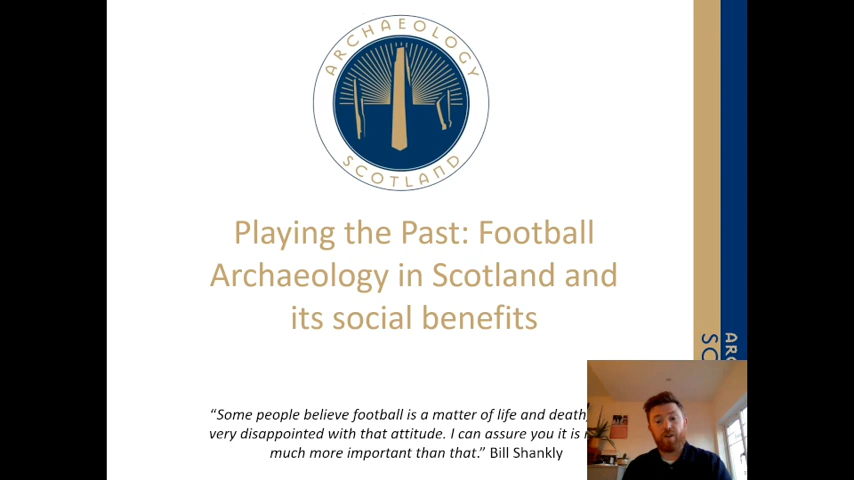 ARCHAEOLOGY
SCOTLAND
Playing the Past: Football
Archaeology in Scotland and
its social benefits
“Some people believe football is a matter of life and death,
very disappointed with that attitude. I can assure you it is
much more important than that.” Bill Shankly
ARC
SC